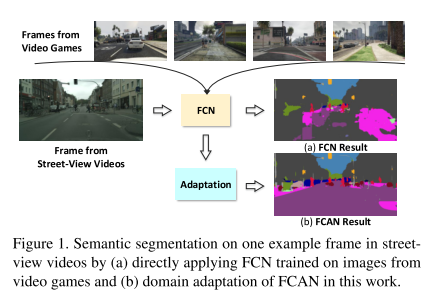 Frames from
Video Games
FCN
Frame from
Street-View Videos
(a) FCN Result
Adaptation
(b) FCAN Result
Figure 1. Semantic segmentation on one example frame in street-
view videos by (a) directly applying FCN trained on images from
video games and (b) domain adaptation of FCAN in this work.